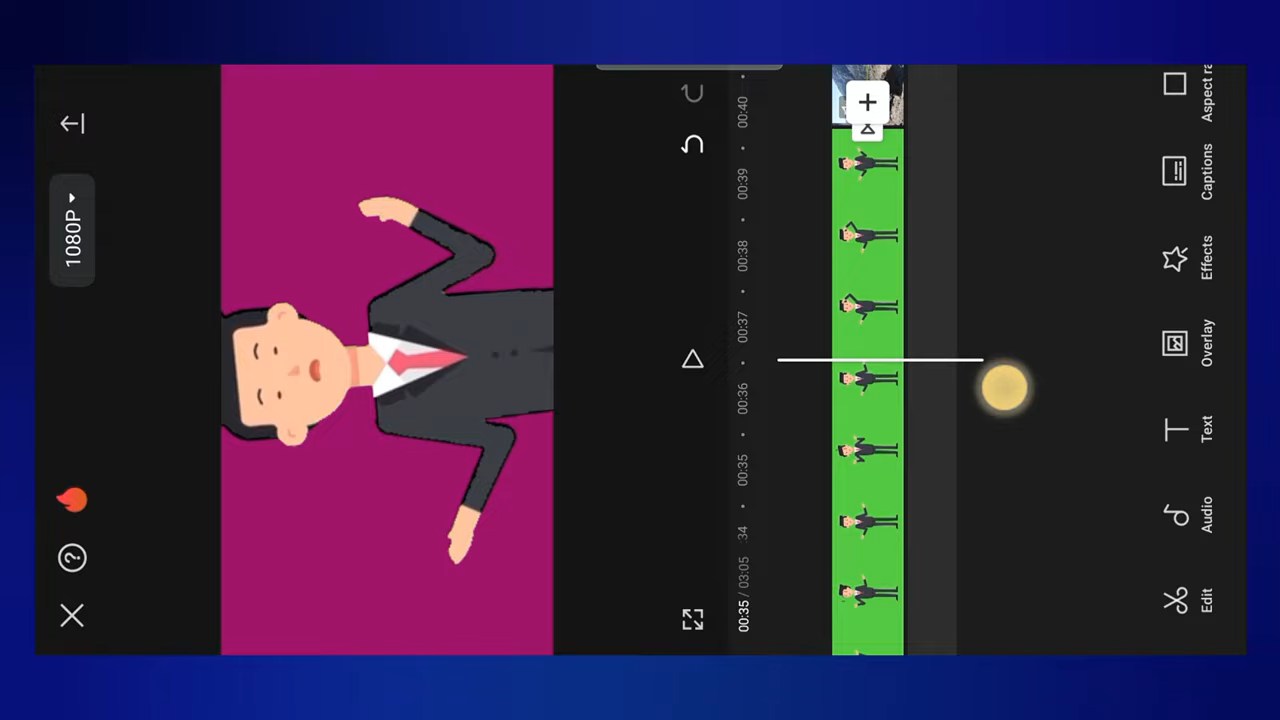 1080P
00:35 / 03:05
:34
00:35
00:36
00:37
00:38
00:39
00:40
Edit
Audio
Text
Overlay
Effects
Captions
Aspect ra